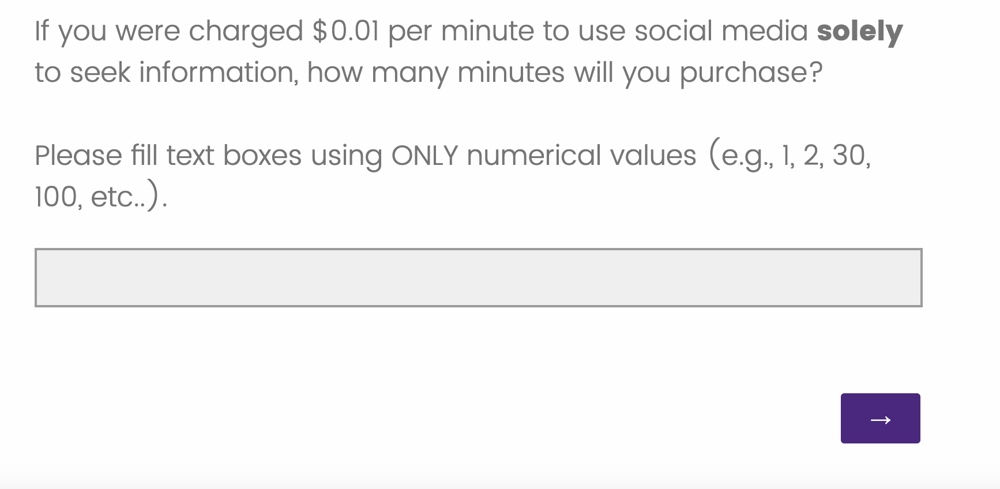 If you were charged $0.01 per minute to use social media solely
to seek information, how many minutes will you purchase?
Please fill text boxes using ONLY numerical values (e.g., 1, 2, 30,
100, etc..).
→